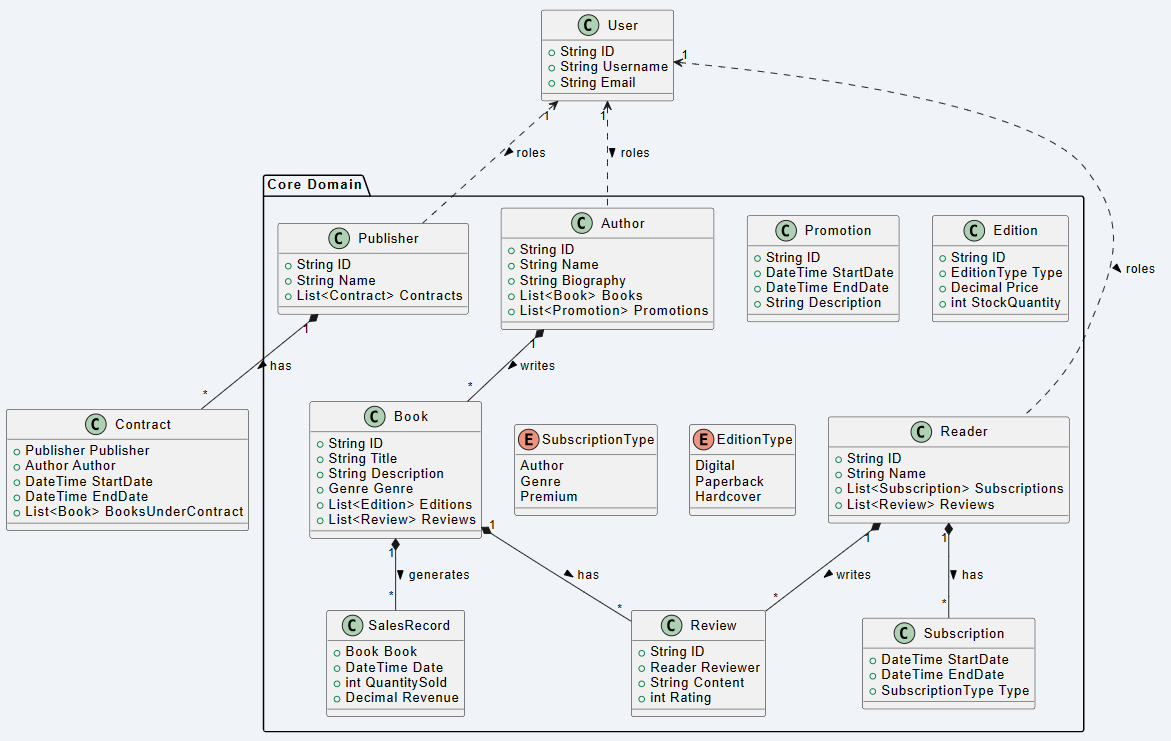 C User
String ID
String Username
String Email
1
1
1
roles
roles
roles
Core Domain
C Publisher
String ID
String Name
List<Contract> Contracts
C Author
String ID
String Name
String Biography
List<Book> Books
List<Promotion> Promotions
C Promotion
String ID
DateTime StartDate
DateTime EndDate
String Description
C Edition
String ID
EditionType Type
Decimal Price
int StockQuantity
1
has
*
1
writes
*
C Contract
Publisher Publisher
Author Author
DateTime StartDate
DateTime EndDate
List<Book> BooksUnderContract
C Book
String ID
String Title
String Description
Genre Genre
List<Edition> Editions
List<Review> Reviews
E SubscriptionType
Author
Genre
Premium
E EditionType
Digital
Paperback
Hardcover
C Reader
String ID
String Name
List<Subscription> Subscriptions
List<Review> Reviews
1
generates
*
1
has
*
1
writes
*
1
has
*
C SalesRecord
Book Book
DateTime Date
int QuantitySold
Decimal Revenue
C Review
String ID
Reader Reviewer
String Content
int Rating
C Subscription
DateTime StartDate
DateTime EndDate
SubscriptionType Type